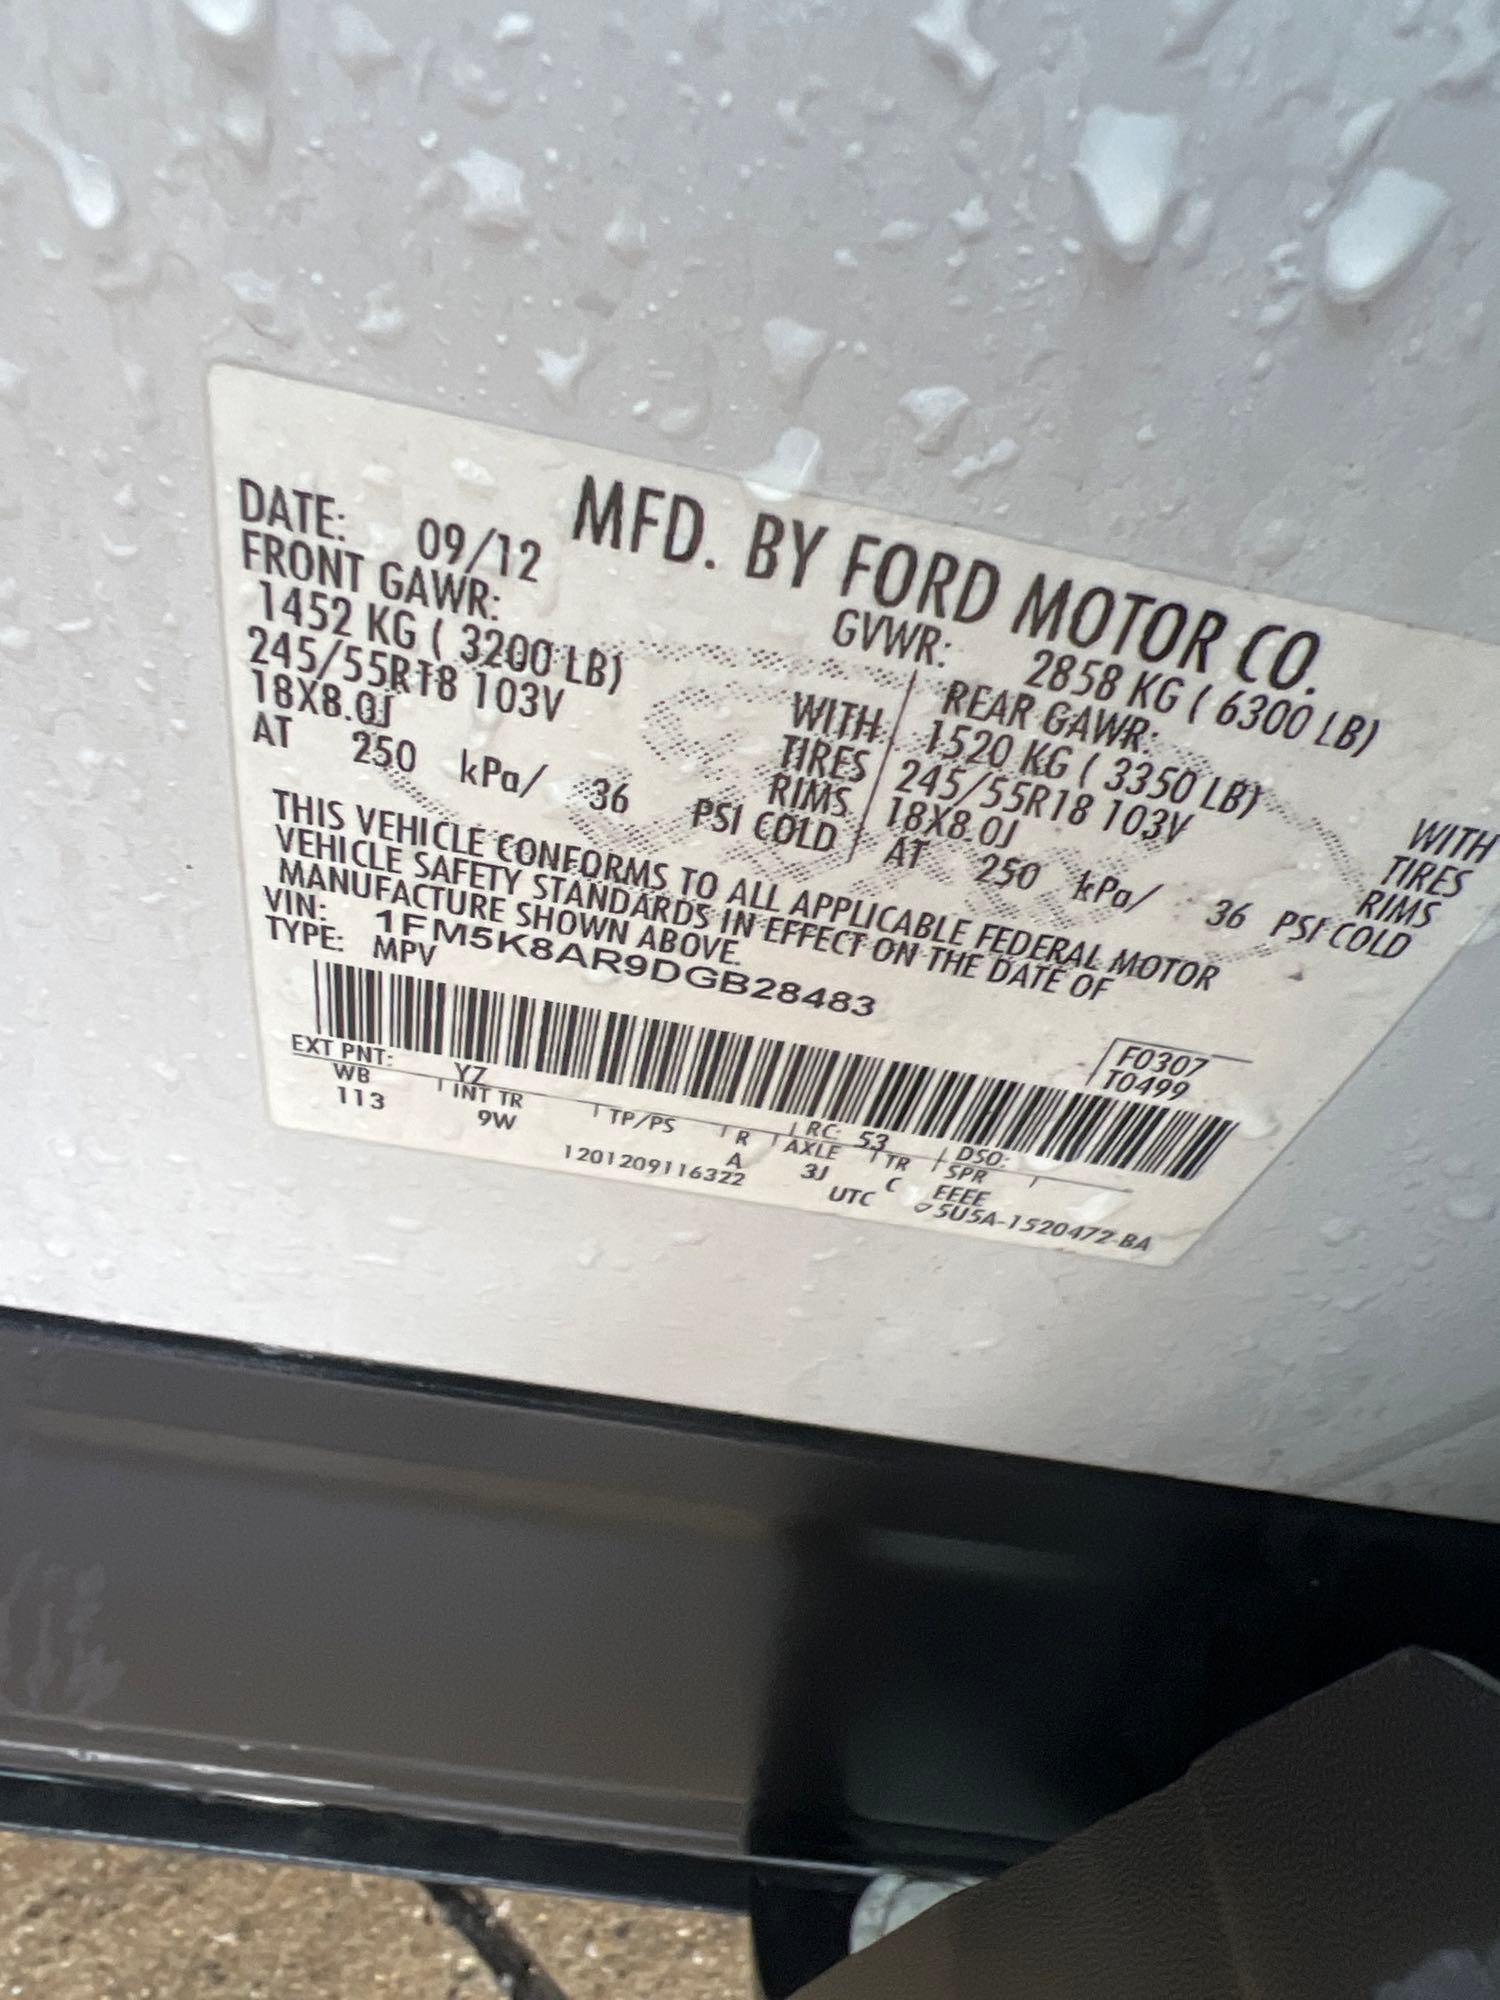 MFD. BY FORD MOTOR CO.
DATE: 09/12
GVWR: 2858 KG ( 6300 LB)
FRONT GAWR:
1452 KG ( 3200 LB) WITH
245/55R18 103V TIRES
18X8.0J RIMS
AT 250 kPa/ 36 PSI COLD
REAR GAWR:
1520 KG ( 3350 LB) WITH
245/55R18 103V TIRES
18X8.0J RIMS
AT 250 kPa/ 36 PSI COLD
THIS VEHICLE CONFORMS TO ALL APPLICABLE FEDERAL MOTOR
VEHICLE SAFETY STANDARDS IN EFFECT ON THE DATE OF
MANUFACTURE SHOWN ABOVE.
VIN: 1FM5K8AR9DGB28483
TYPE: MPV
F0307
T0499
EXT PNT: YZ RC: 53 DSO:
WB INT TR TP/PS R AXLE TR SPR
113 9W A 3J C EEEE
1201209116322 UTC 5U5A-1520472-BA